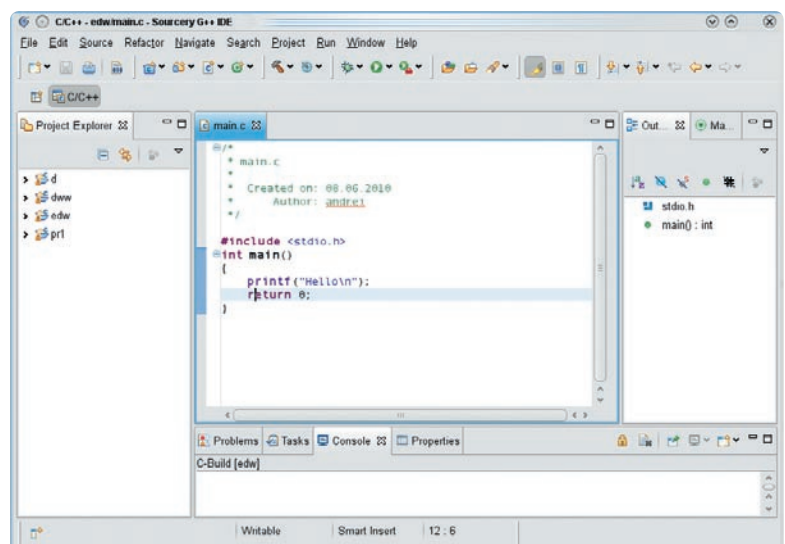 C/C++ - edw/main.c - Sourcery G++ IDE
File Edit Source Refactor Navigate Search Project Run Window Help
C/C++
Project Explorer
main.c
Out...
Ma...
d
dww
edw
pr1
/*
* main.c
*
* Created on: 08.06.2010
* Author: andrei
*/
#include <stdio.h>
int main()
{
printf("Hello\n");
return 0;
}
stdio.h
main() : int
Problems Tasks Console Properties
C-Build [edw]
Writable Smart Insert 12 : 6